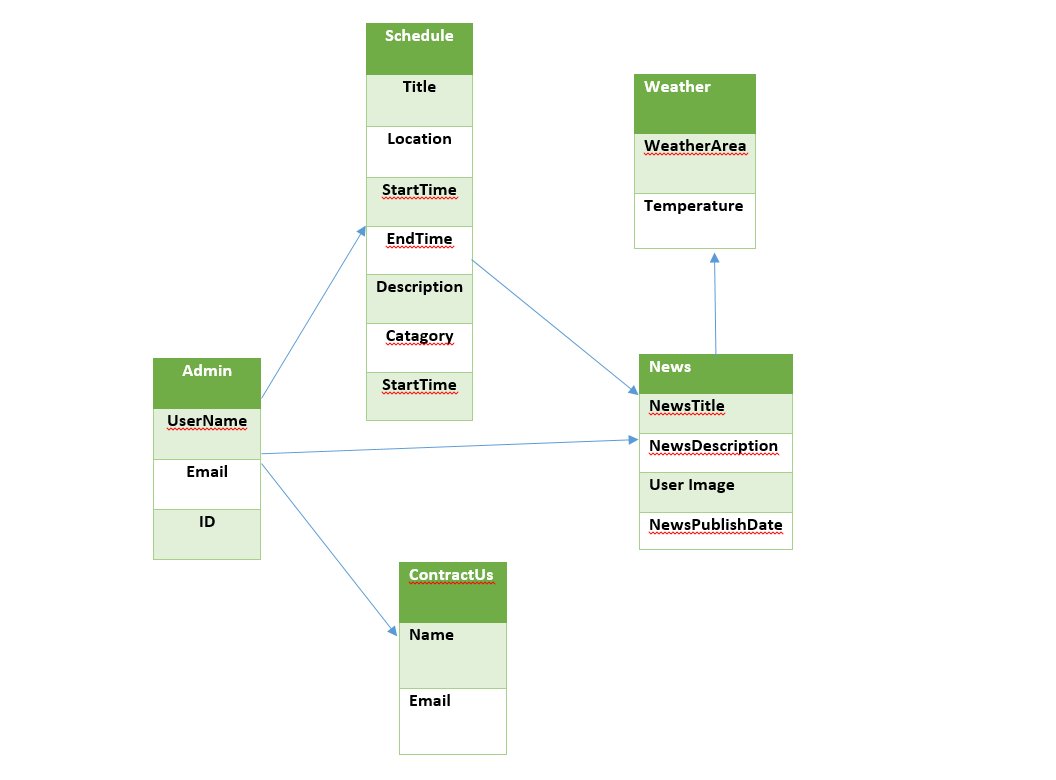 Schedule
Title
Location
StartTime
EndTime
Description
Catagory
StartTime
Weather
WeatherArea
Temperature
Admin
UserName
Email
ID
News
NewsTitle
NewsDescription
User Image
NewsPublishDate
ContractUs
Name
Email